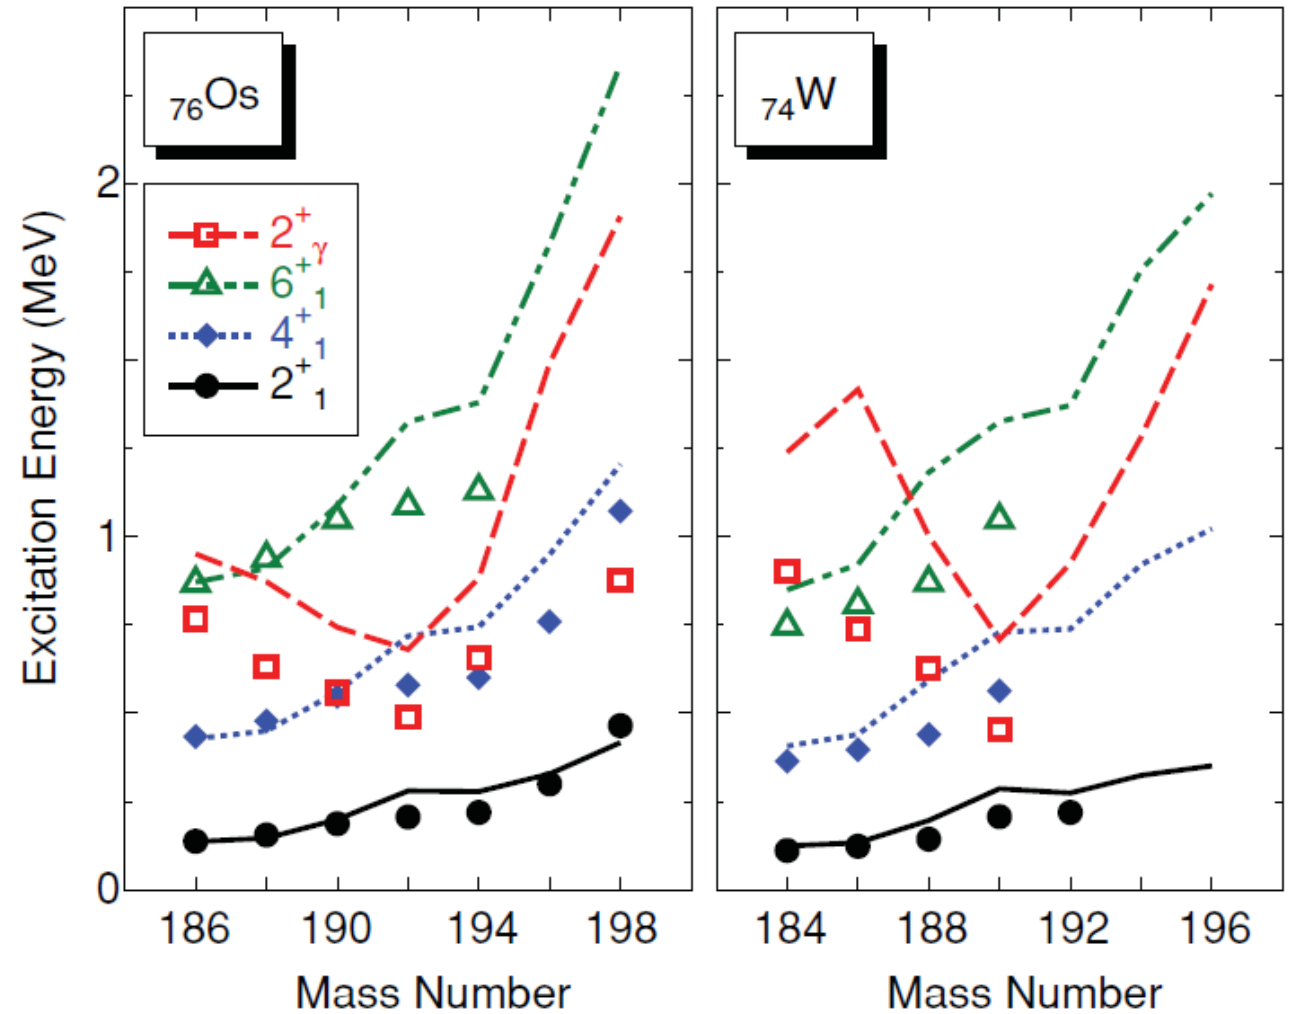 76Os
74W
2
1
0
Excitation Energy (MeV)
2+γ
6+1
4+1
2+1
186 190 194 198
184 188 192 196
Mass Number
Mass Number